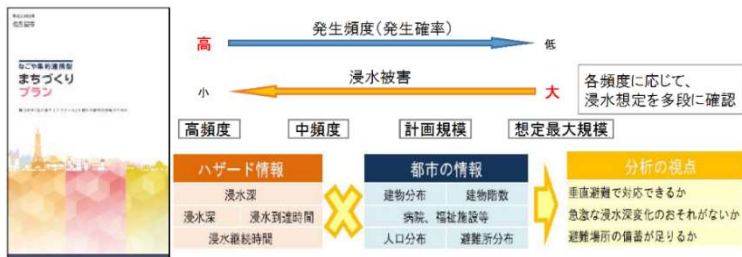 名古屋市
なごや集約連携型
まちづくり
プラン
発生頻度（発生確率）
高
低
浸水被害
小
大
各頻度に応じて、
浸水想定を多段に確認
高頻度
中頻度
計画規模
想定最大規模
ハザード情報
浸水深
浸水深 浸水到達時間
浸水継続時間
都市の情報
建物分布 建物階数
病院、福祉施設等
人口分布 避難所分布
分析の視点
垂直避難で対応できるか
急激な浸水深変化のおそれがないか
避難場所の備蓄が足りるか